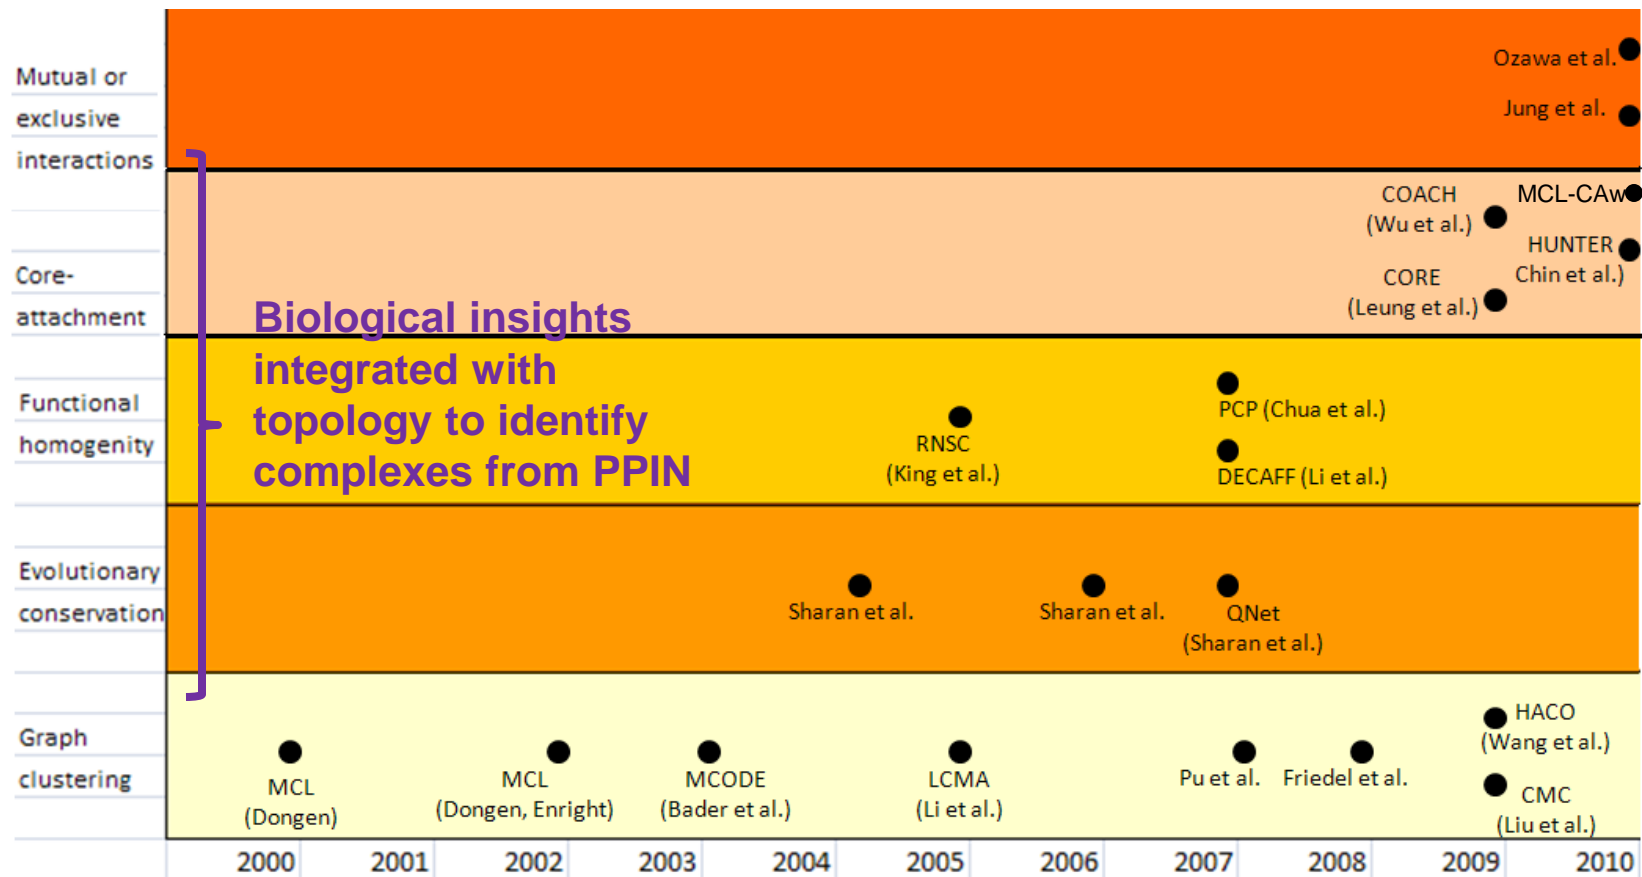 Mutual or
exclusive
interactions
Ozawa et al.
Jung et al.
Core-
attachment
COACH
(Wu et al.)
MCL-CAw
HUNTER
Chin et al.)
CORE
(Leung et al.)
Biological insights
integrated with
topology to identify
complexes from PPIN
Functional
homogenity
RNSC
(King et al.)
PCP (Chua et al.)
DECAFF (Li et al.)
Evolutionary
conservation
Sharan et al.
Sharan et al.
QNet
(Sharan et al.)
Graph
clustering
MCL
(Dongen)
MCL
(Dongen, Enright)
MCODE
(Bader et al.)
LCMA
(Li et al.)
Pu et al.
Friedel et al.
HACO
(Wang et al.)
CMC
(Liu et al.)
2000 2001 2002 2003 2004 2005 2006 2007 2008 2009 2010